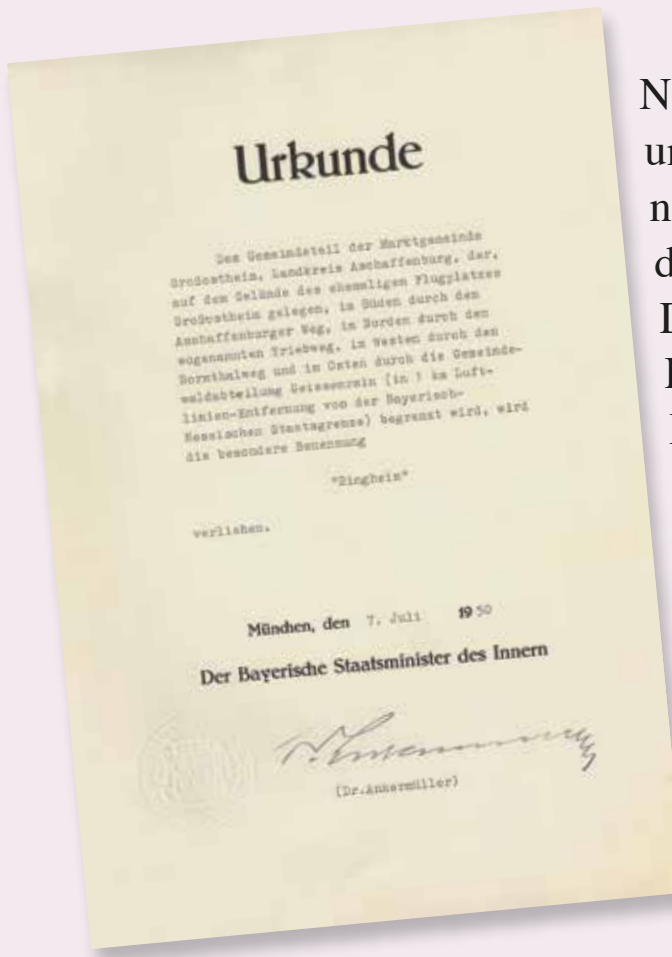 Urkunde
Dem Gemeindeteil der Marktgemeinde
Großostheim, Landkreis Aschaffenburg, der,
auf dem Gelände des ehemaligen Flugplatzes
Großostheim gelegen, im Süden durch den
Aschaffenburger Weg, im Norden durch den
sogenannten Triebweg, im Westen durch den
Bornthalweg und im Osten durch die Gemeinde-
waldabteilung Geissenrain (in 1 km Luft-
linien-Entfernung von der Bayerisch-
Hessischen Staatsgrenze) begrenzt wird, wird
die besondere Benennung
"Ringheim"
verliehen.
München, den 7. Juli 1950
Der Bayerische Staatsminister des Innern
(Dr.Ankermüller)
N
n
d